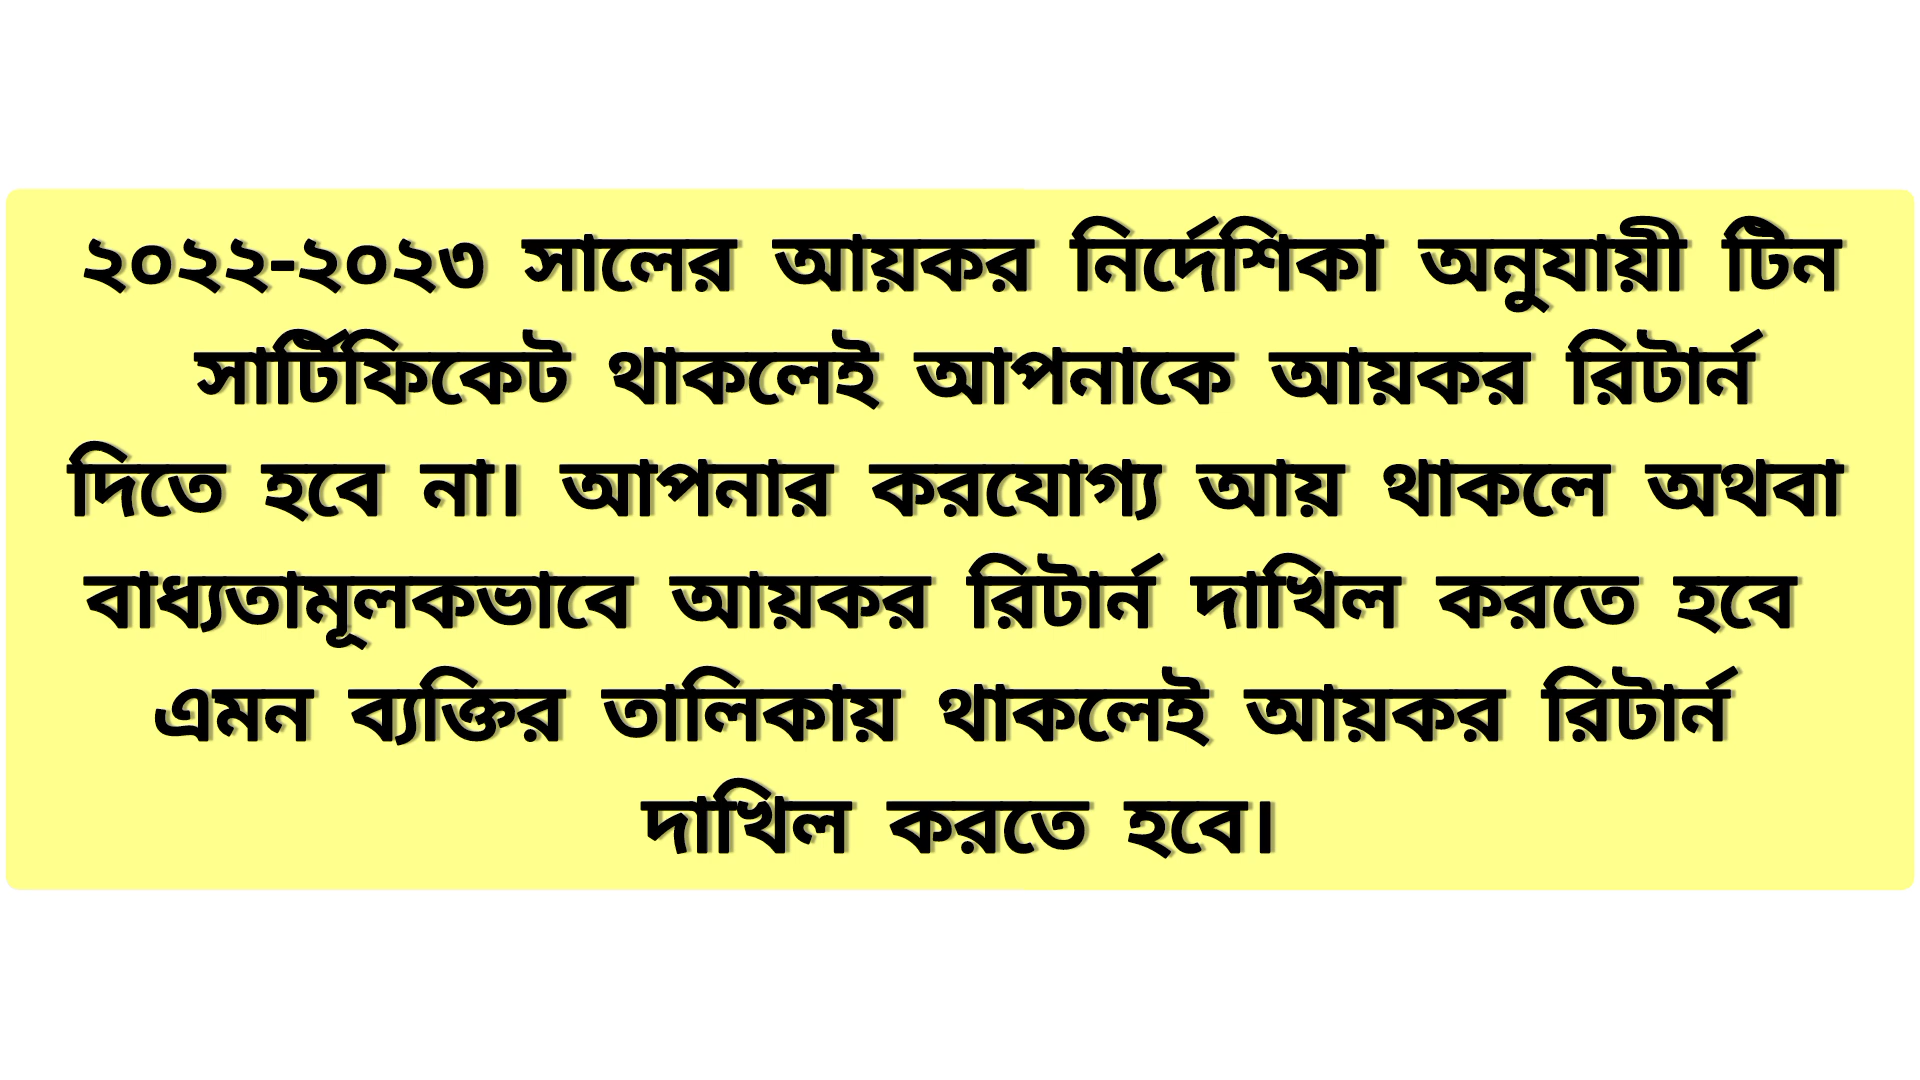 ২০২২-২০২৩ সালের আয়কর নির্দেশিকা অনুযায়ী টিন
সার্টিফিকেট থাকলেই আপনাকে আয়কর রিটার্ন
দিতে হবে না। আপনার করযোগ্য আয় থাকলে অথবা
বাধ্যতামূলকভাবে আয়কর রিটার্ন দাখিল করতে হবে
এমন ব্যক্তির তালিকায় থাকলেই আয়কর রিটার্ন
দাখিল করতে হবে।